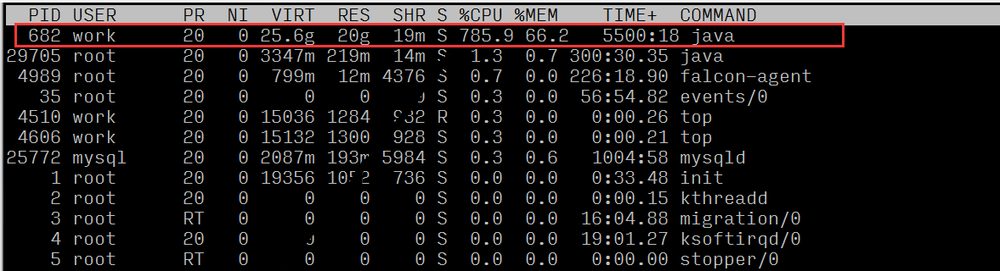 PID USER PR NI VIRT RES SHR S %CPU %MEM TIME+ COMMAND
682 work 20 0 25.6g 20g 19m S 785.9 66.2 5500:18 java
29705 root 20 0 3347m 219m 14m S 1.3 0.7 300:30.35 java
4989 root 20 0 799m 12m 4376 S 0.7 0.0 226:18.90 falcon-agent
35 root 20 0 0 0 0 S 0.3 0.0 56:54.82 events/0
4510 work 20 0 15036 1284 932 R 0.3 0.0 0:00.26 top
4606 work 20 0 15132 1300 928 S 0.3 0.0 0:00.21 top
25772 mysql 20 0 2087m 193m 5984 S 0.3 0.6 1004:58 mysqld
1 root 20 0 19356 1052 736 S 0.0 0.0 0:33.48 init
2 root 20 0 0 0 0 S 0.0 0.0 0:00.15 kthreadd
3 root RT 0 0 0 0 S 0.0 0.0 16:04.88 migration/0
4 root 20 0 0 0 0 S 0.0 0.0 19:01.27 ksoftirqd/0
5 root RT 0 0 0 0 S 0.0 0.0 0:00.00 stopper/0